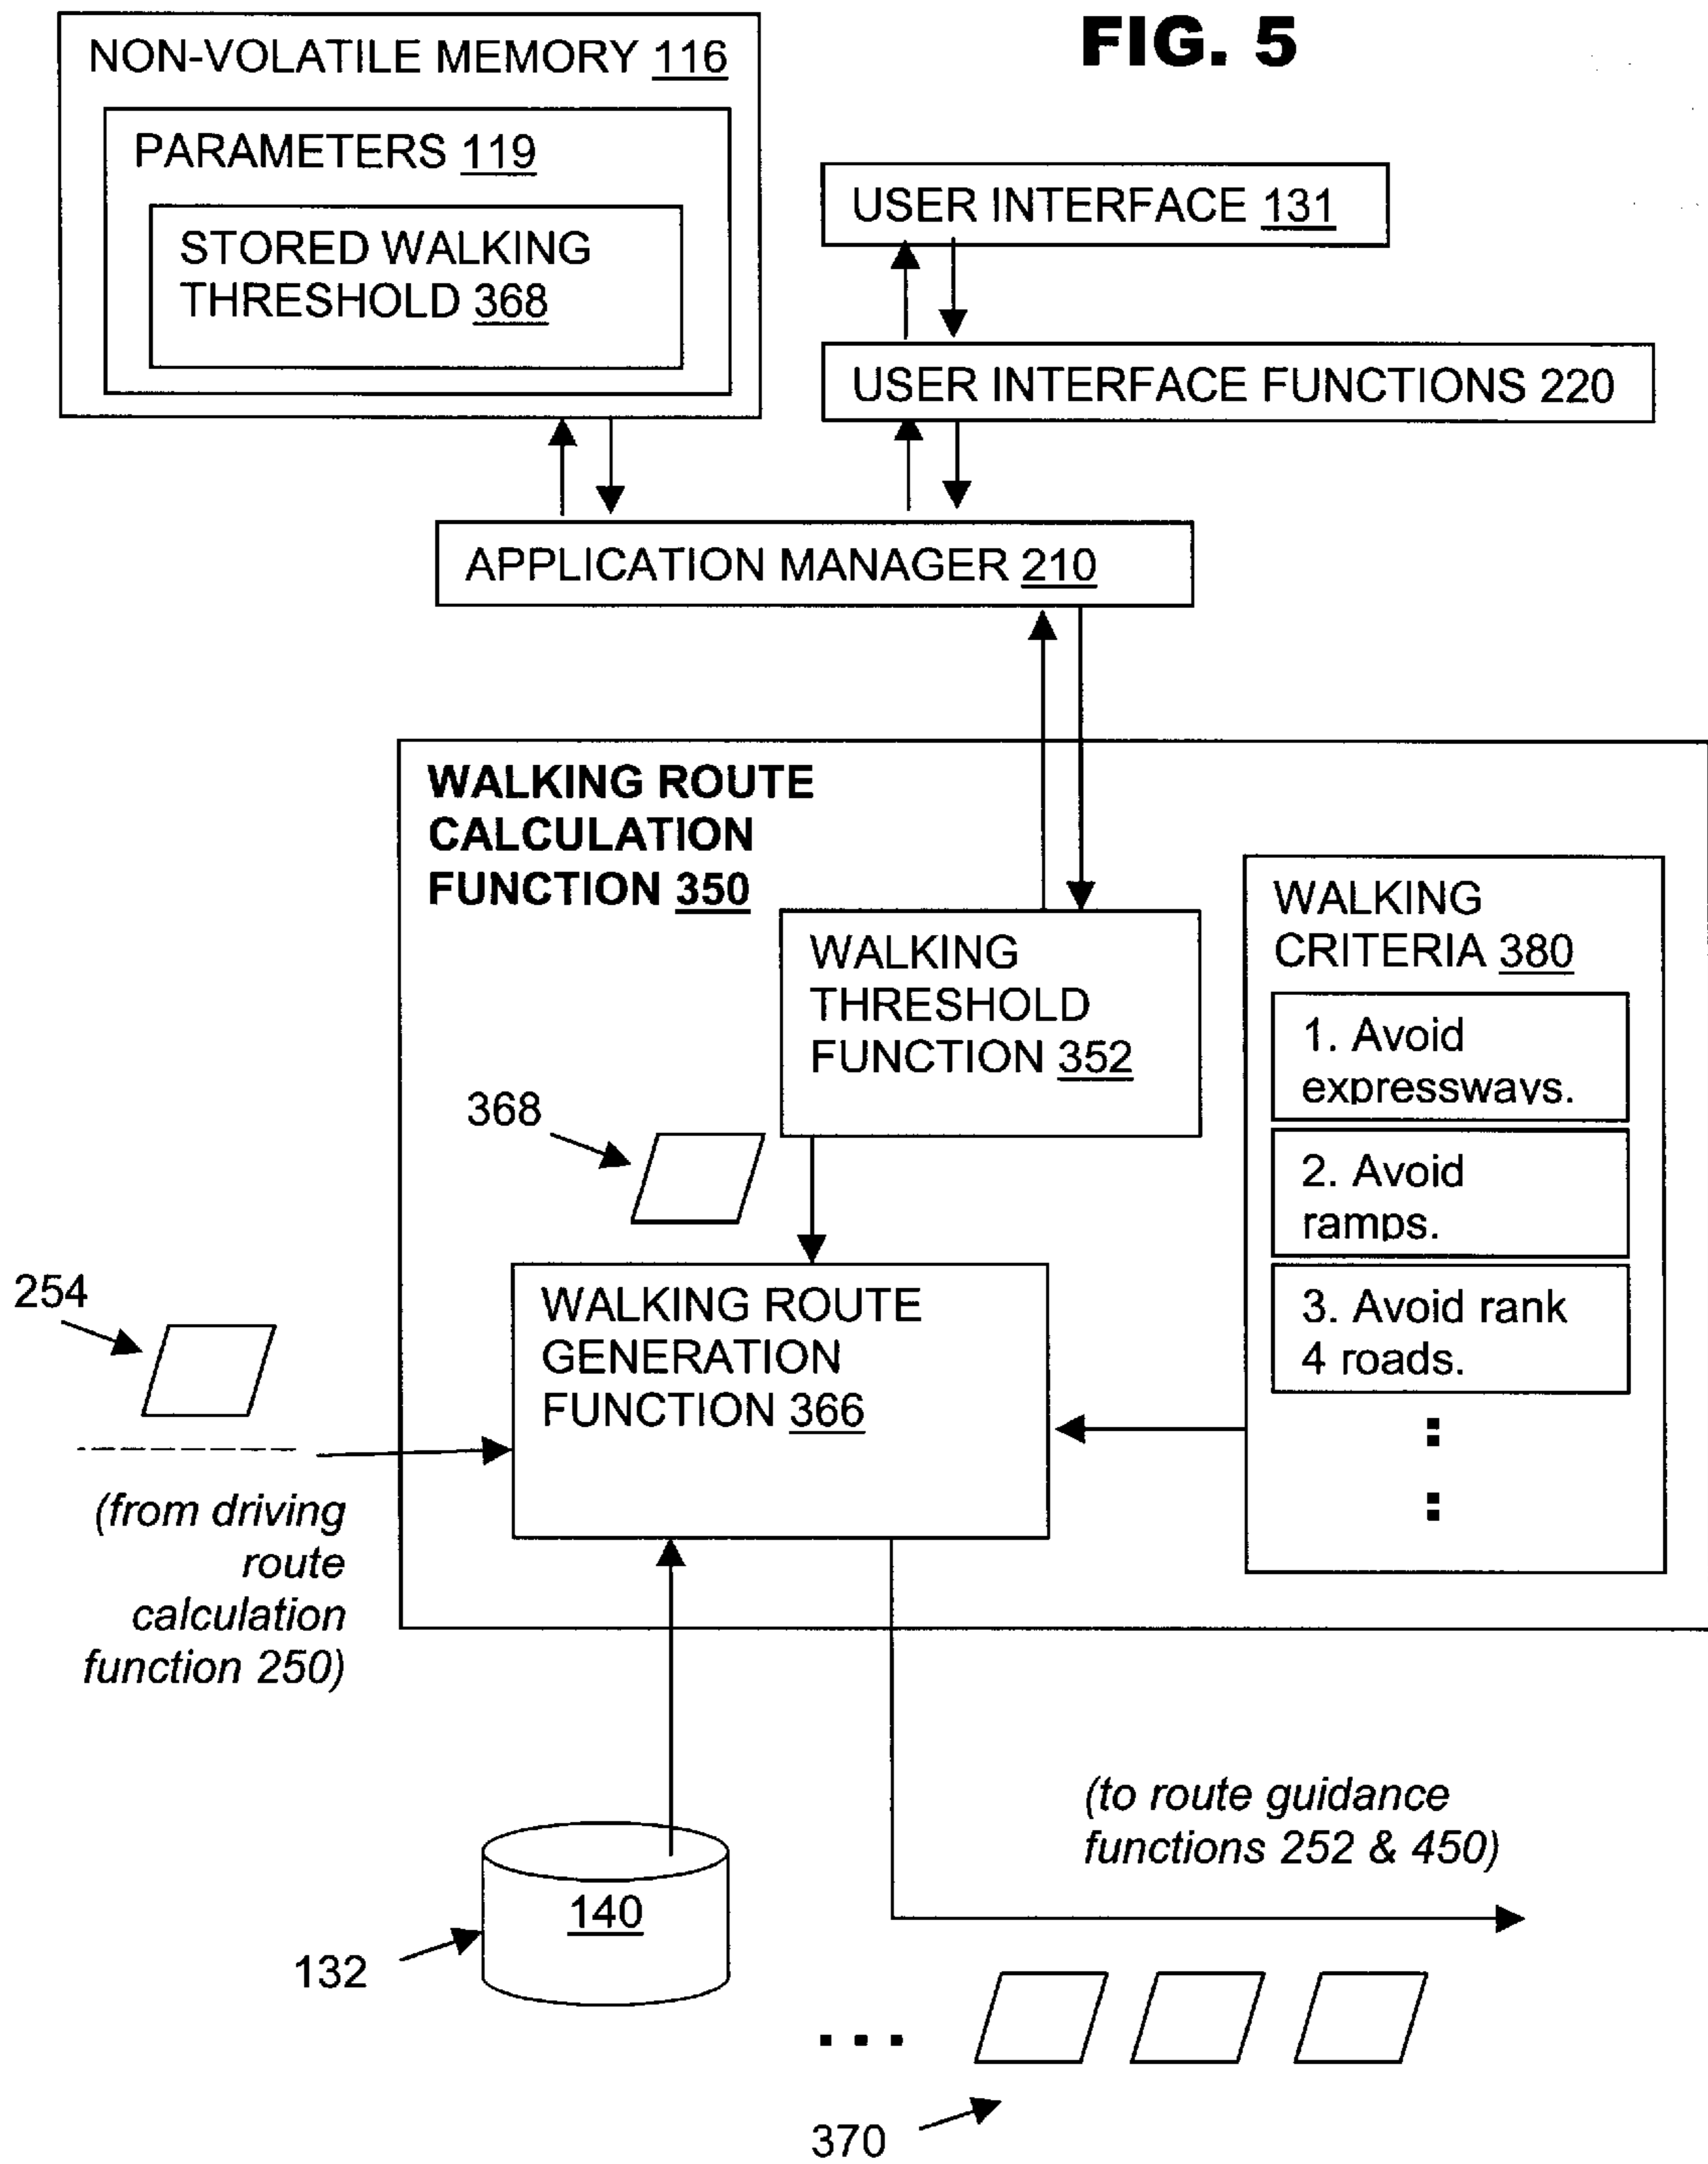 FIG. 5
NON-VOLATILE MEMORY 116
PARAMETERS 119
STORED WALKING
THRESHOLD 368
USER INTERFACE 131
USER INTERFACE FUNCTIONS 220
APPLICATION MANAGER 210
WALKING ROUTE
CALCULATION
FUNCTION 350
WALKING
THRESHOLD
FUNCTION 352
WALKING
CRITERIA 380
1. Avoid
expressways.
2. Avoid
ramps.
3. Avoid rank
4 roads.
368
254
WALKING ROUTE
GENERATION
FUNCTION 366
(from driving
route
calculation
function 250)
(to route guidance
functions 252 & 450)
140
132
...
370